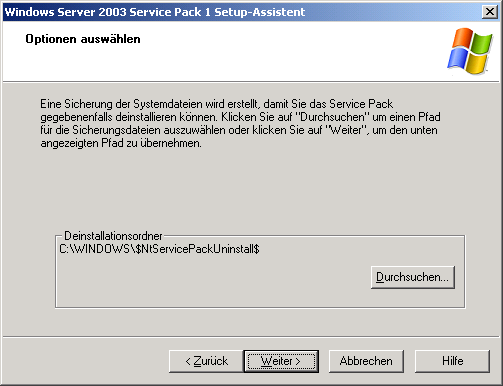 Windows Server 2003 Service Pack 1 Setup-Assistent
Optionen auswählen
Eine Sicherung der Systemdateien wird erstellt, damit Sie das Service Pack
gegebenenfalls deinstallieren können. Klicken Sie auf "Durchsuchen" um einen Pfad
für die Sicherungsdateien auszuwählen oder klicken Sie auf "Weiter", um den unten
angezeigten Pfad zu übernehmen.
Deinstallationsordner
C:\WINDOWS\$NtServicePackUninstall$
Durchsuchen...
< Zurück Weiter > Abbrechen Hilfe